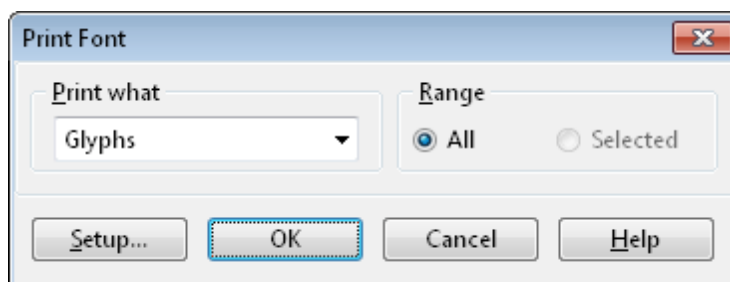 Print Font
Print what
Range
Glyphs
All
Selected
Setup...
OK
Cancel
Help